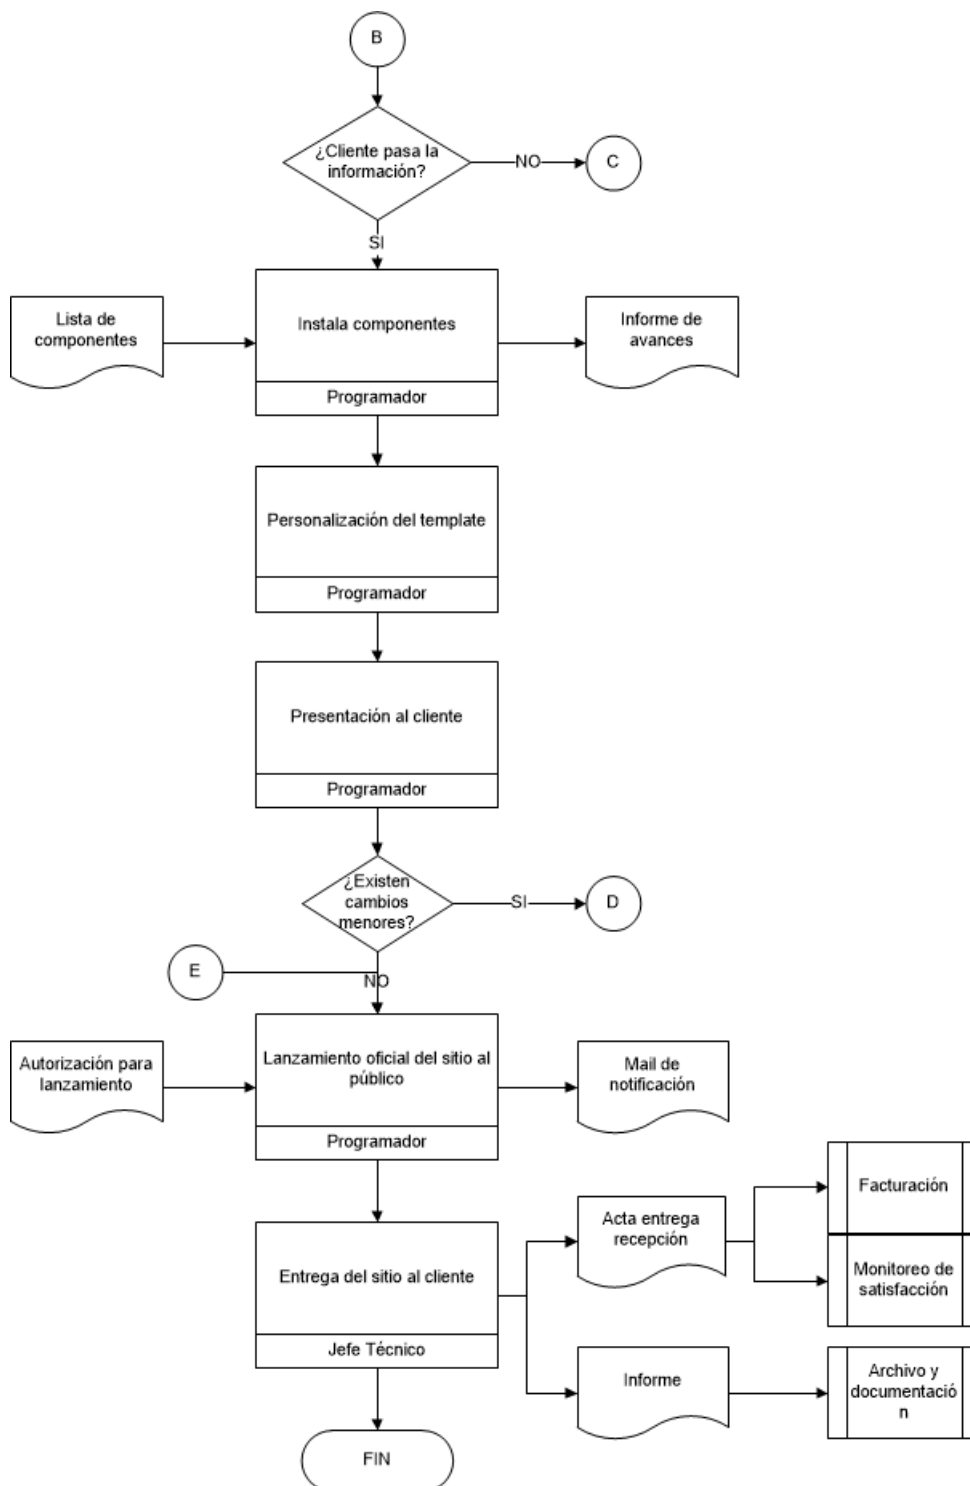 B
¿Cliente pasa la
información?
NO
C
SI
Lista de
componentes
Instala componentes
Programador
Informe de
avances
Personalización del template
Programador
Presentación al cliente
Programador
¿Existen
cambios
menores?
SI
D
E
NO
Autorización para
lanzamiento
Lanzamiento oficial del sitio al
público
Programador
Mail de
notificación
Entrega del sitio al cliente
Jefe Técnico
Acta entrega
recepción
Facturación
Monitoreo de
satisfacción
Informe
Archivo y
documentació
n
FIN